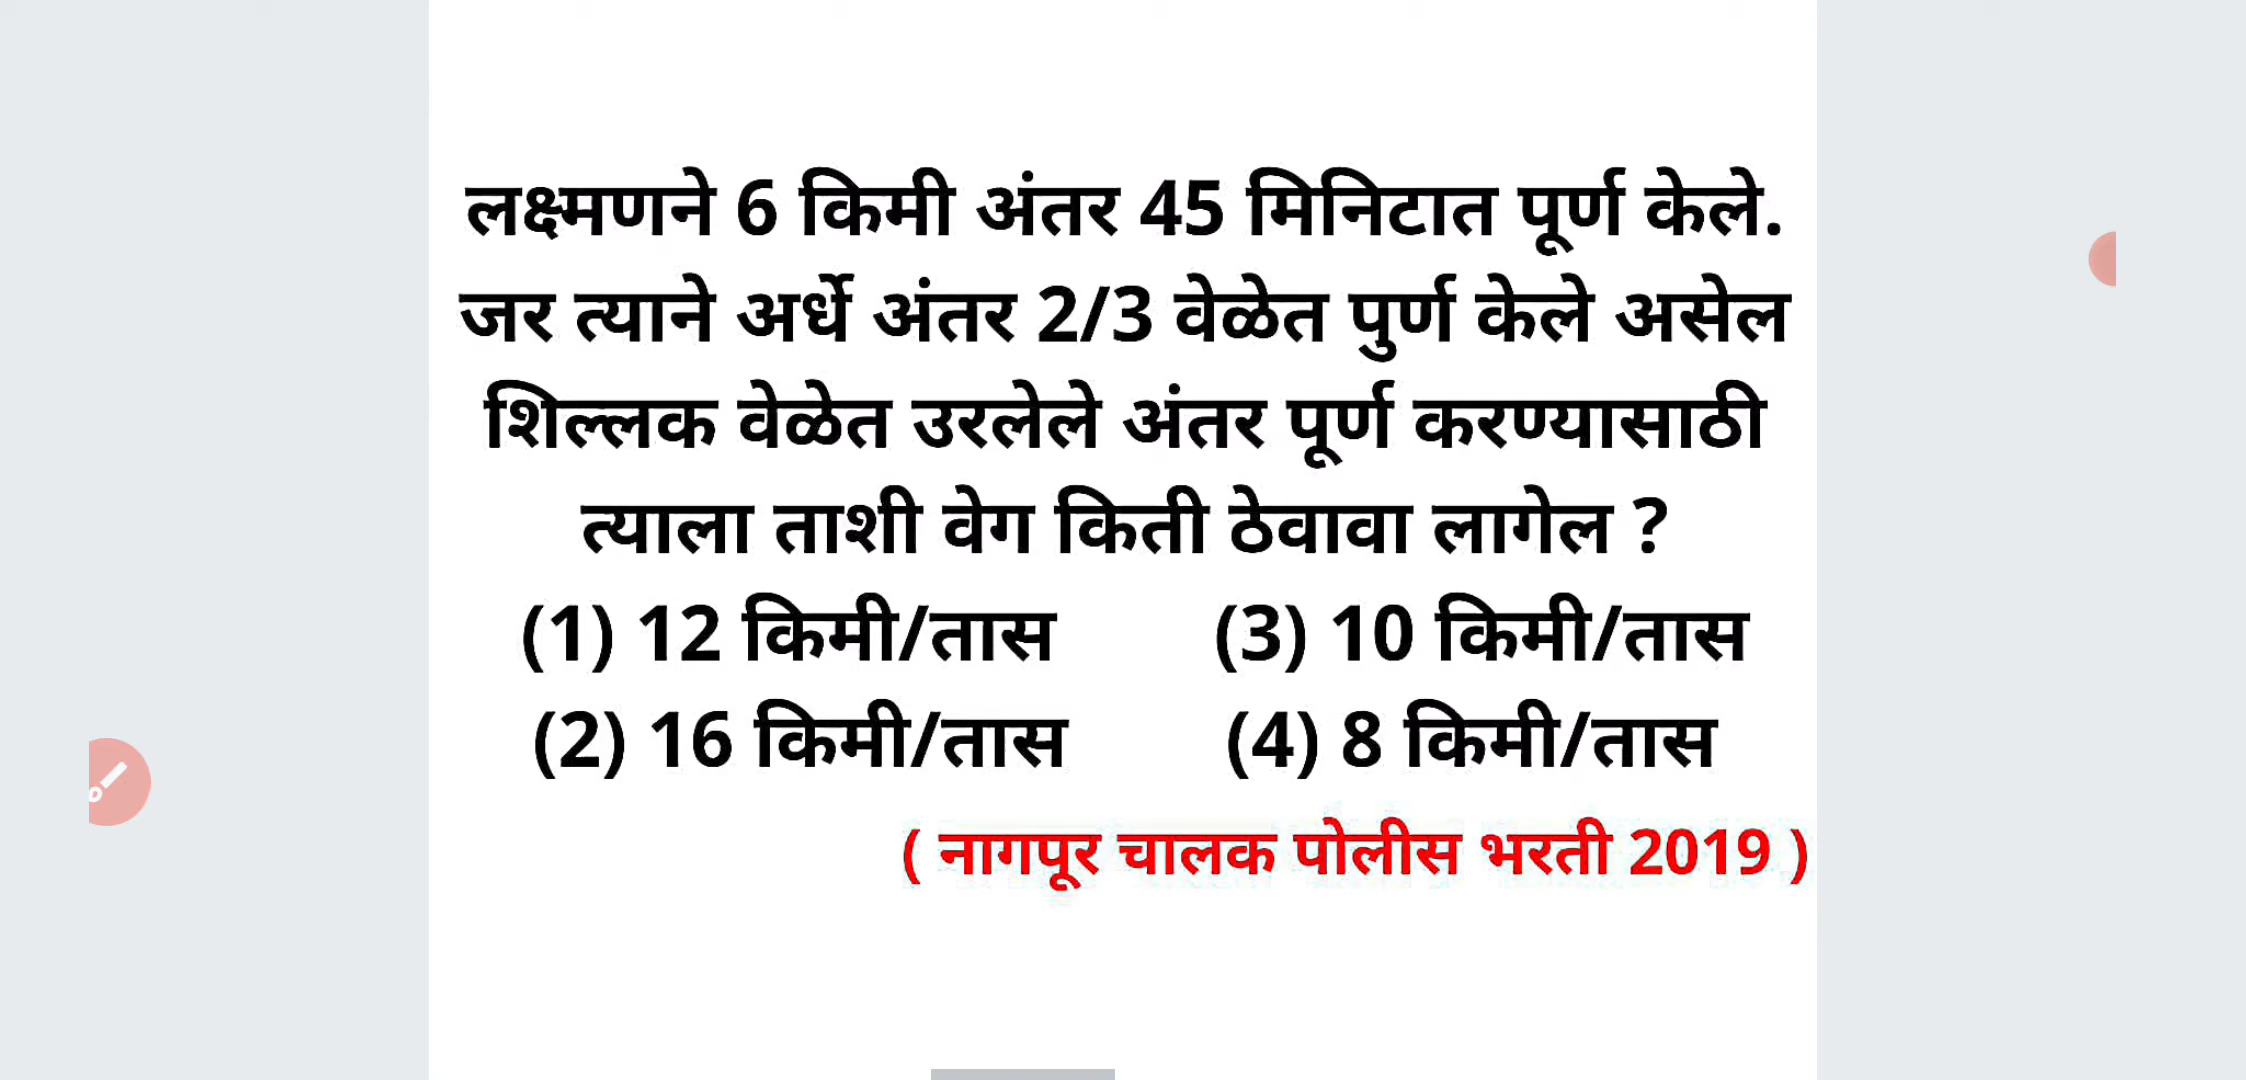 लक्ष्मणने 6 किमी अंतर 45 मिनिटात पूर्ण केले.
जर त्याने अर्धे अंतर 2/3 वेळेत पुर्ण केले असेल
शिल्लक वेळेत उरलेले अंतर पूर्ण करण्यासाठी
त्याला ताशी वेग किती ठेवावा लागेल ?
(1) 12 किमी/तास (3) 10 किमी/तास
(2) 16 किमी/तास (4) 8 किमी/तास
( नागपूर चालक पोलीस भरती 2019 )